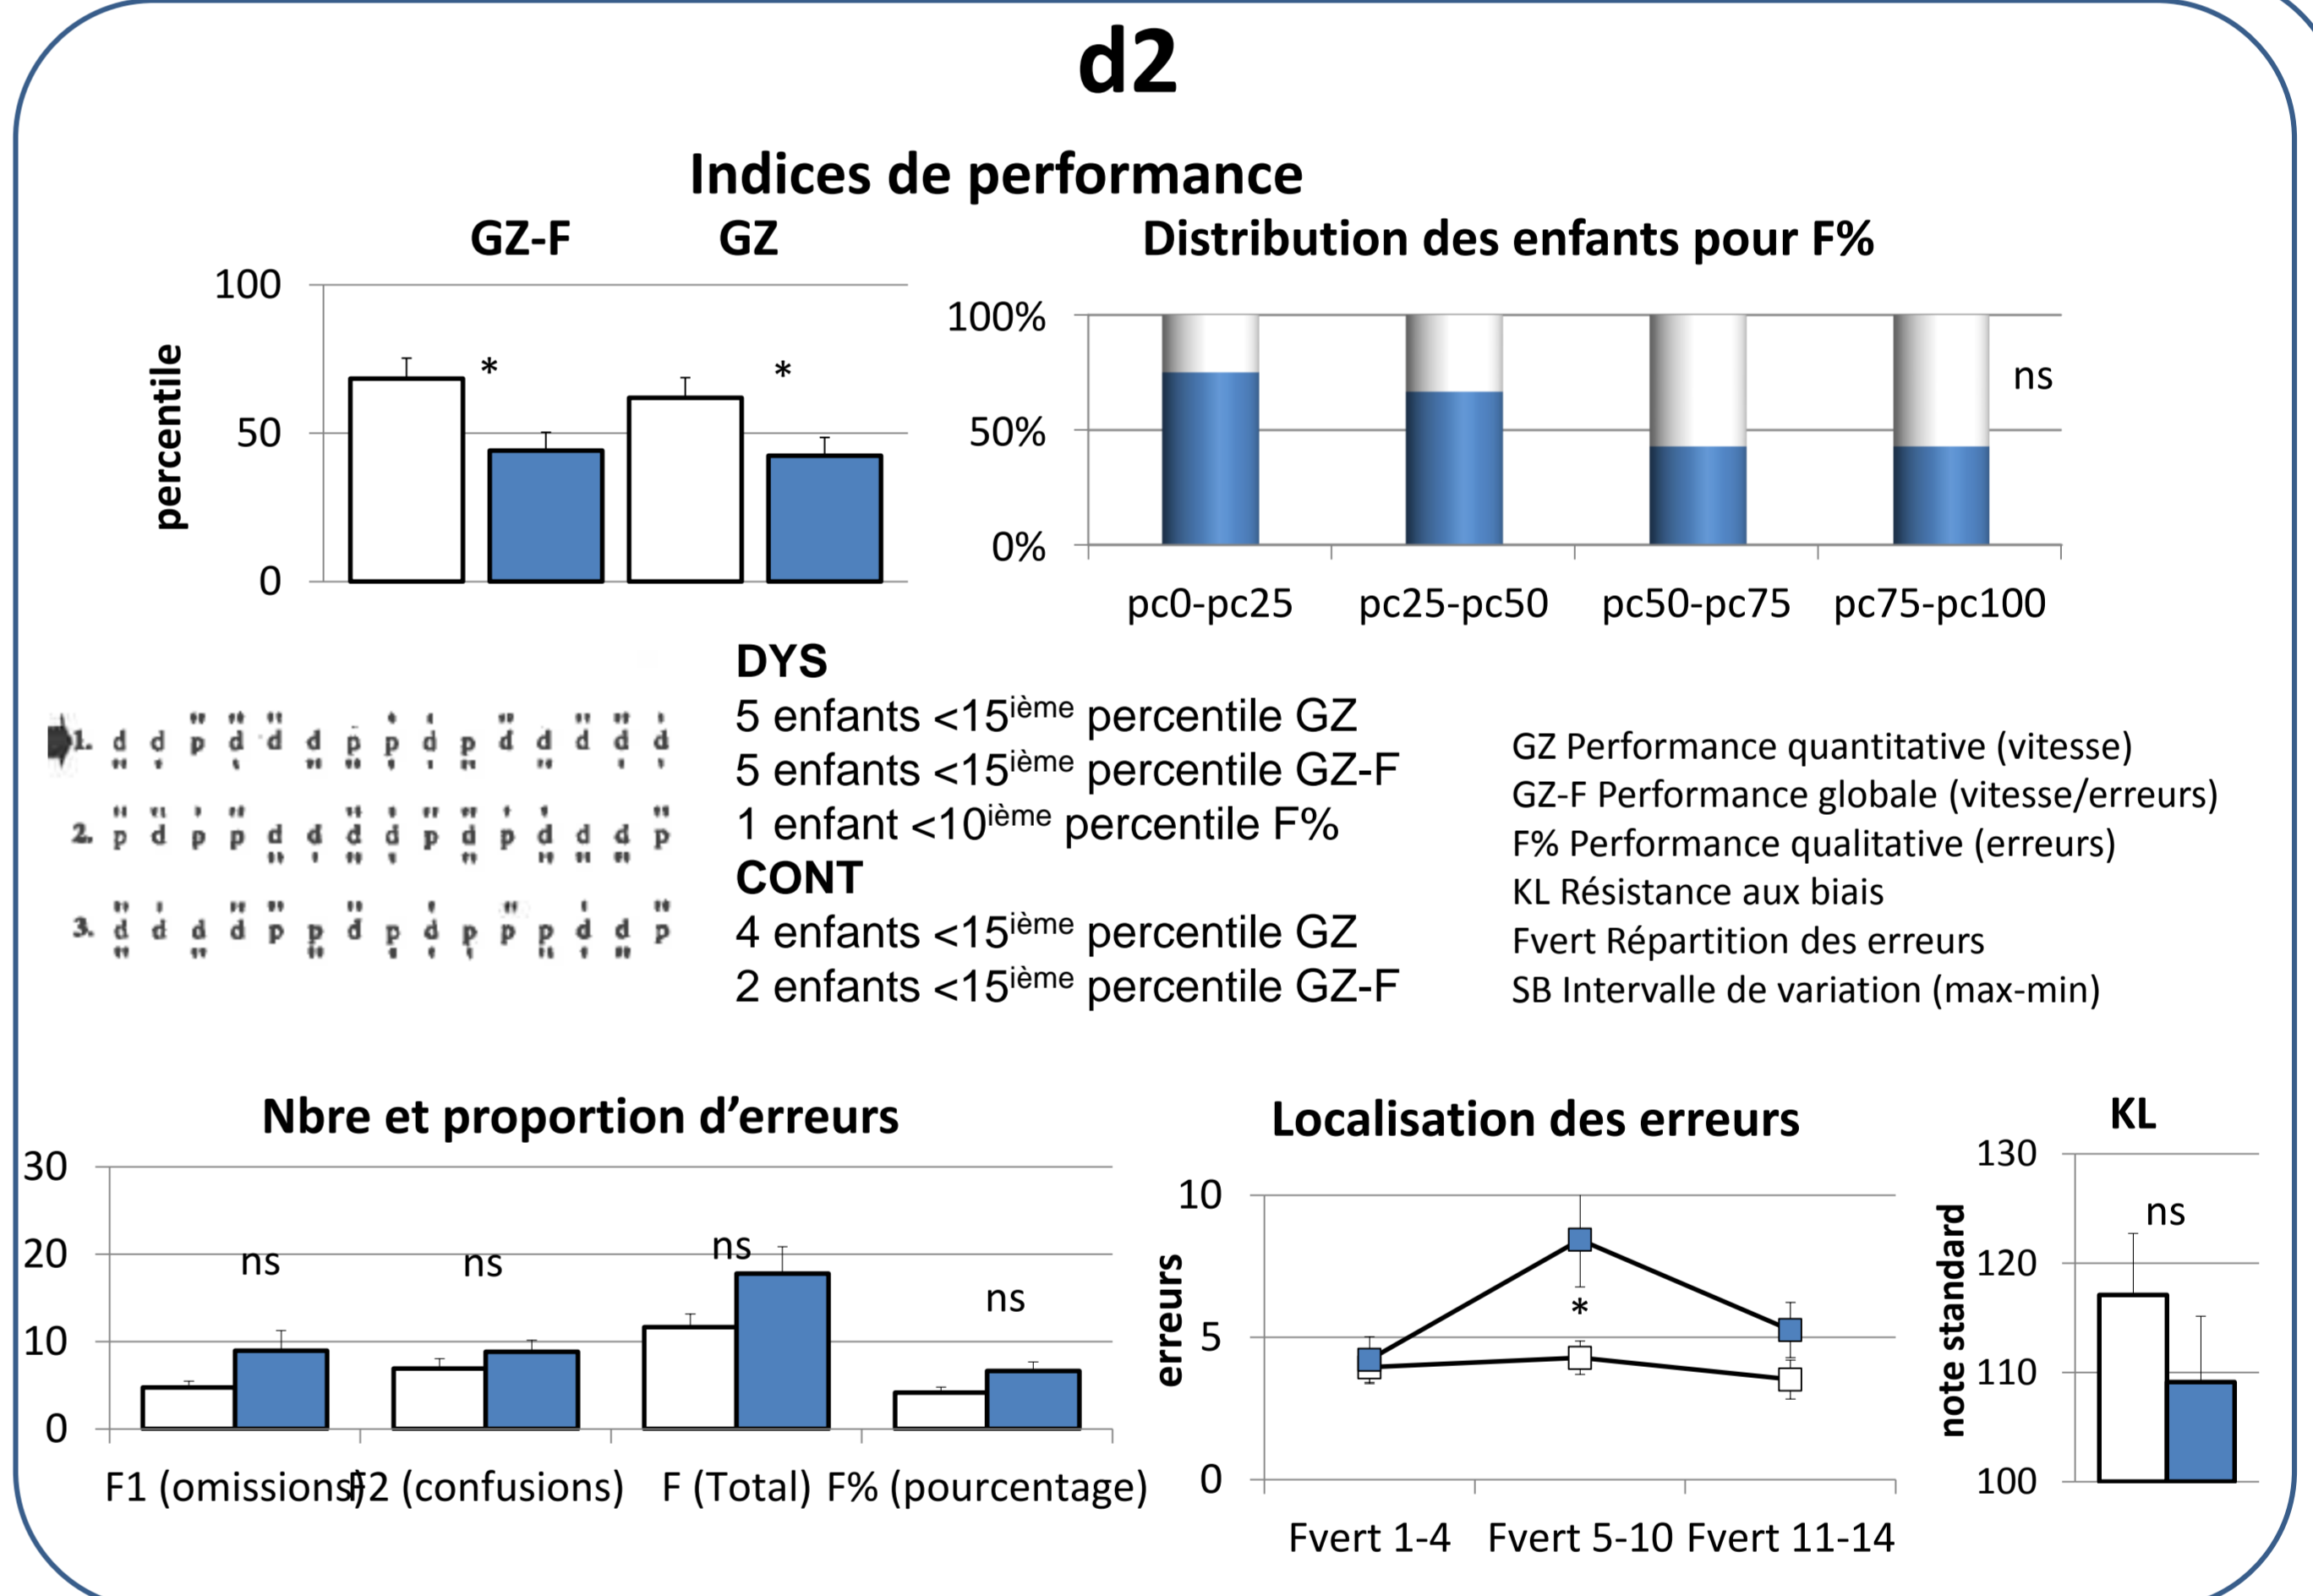 d2
Indices de performance
GZ-F GZ
percentile
100
50
0
*
*
Distribution des enfants pour F%
100%
50%
0%
ns
pc0-pc25 pc25-pc50 pc50-pc75 pc75-pc100
1. d d p d d d p p d p d d d d d
2. p d p p d d d d p d p d d d p
3. d d d d p p d p d p p p d d p
DYS
5 enfants <15ième percentile GZ
5 enfants <15ième percentile GZ-F
1 enfant <10ième percentile F%
CONT
4 enfants <15ième percentile GZ
2 enfants <15ième percentile GZ-F
GZ Performance quantitative (vitesse)
GZ-F Performance globale (vitesse/erreurs)
F% Performance qualitative (erreurs)
KL Résistance aux biais
Fvert Répartition des erreurs
SB Intervalle de variation (max-min)
Nbre et proportion d’erreurs
30
20
10
0
ns
ns
ns
ns
F1 (omissions) F2 (confusions) F (Total) F% (pourcentage)
Localisation des erreurs
erreurs
10
5
0
*
Fvert 1-4 Fvert 5-10 Fvert 11-14
KL
note standard
130
120
110
100
ns